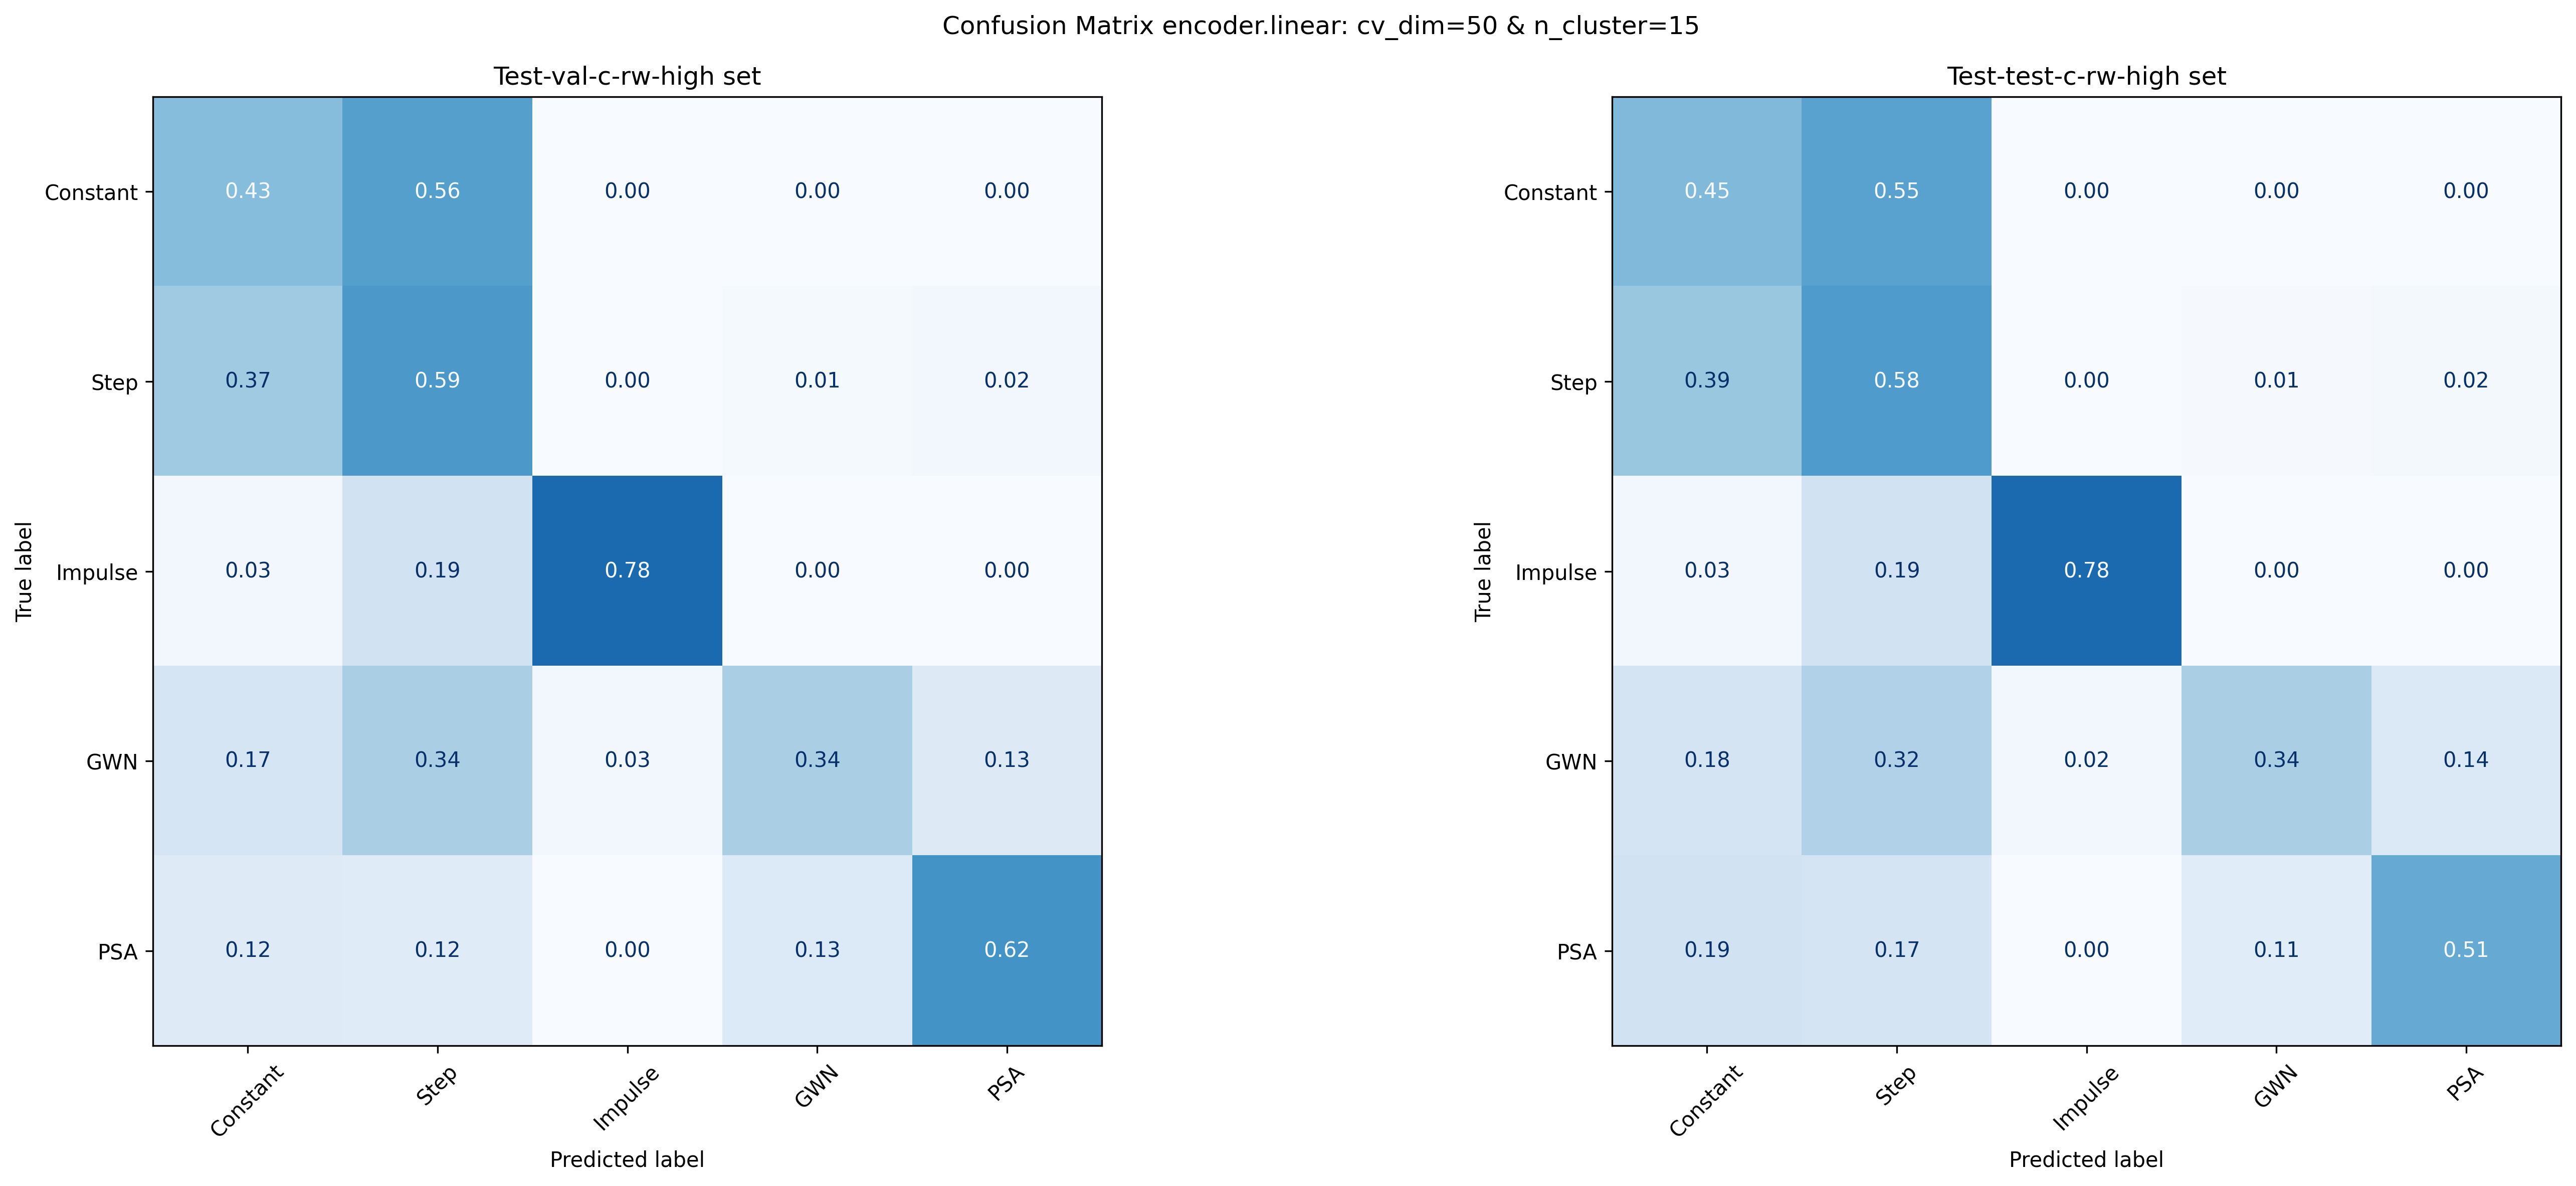 Confusion Matrix encoder.linear: cv_dim=50 & n_cluster=15
Test-val-c-rw-high set
True label
Constant 0.43 0.56 0.00 0.00 0.00
Step 0.37 0.59 0.00 0.01 0.02
Impulse 0.03 0.19 0.78 0.00 0.00
GWN 0.17 0.34 0.03 0.34 0.13
PSA 0.12 0.12 0.00 0.13 0.62
Constant Step Impulse GWN PSA
Predicted label
Test-test-c-rw-high set
True label
Constant 0.45 0.55 0.00 0.00 0.00
Step 0.39 0.58 0.00 0.01 0.02
Impulse 0.03 0.19 0.78 0.00 0.00
GWN 0.18 0.32 0.02 0.34 0.14
PSA 0.19 0.17 0.00 0.11 0.51
Constant Step Impulse GWN PSA
Predicted label